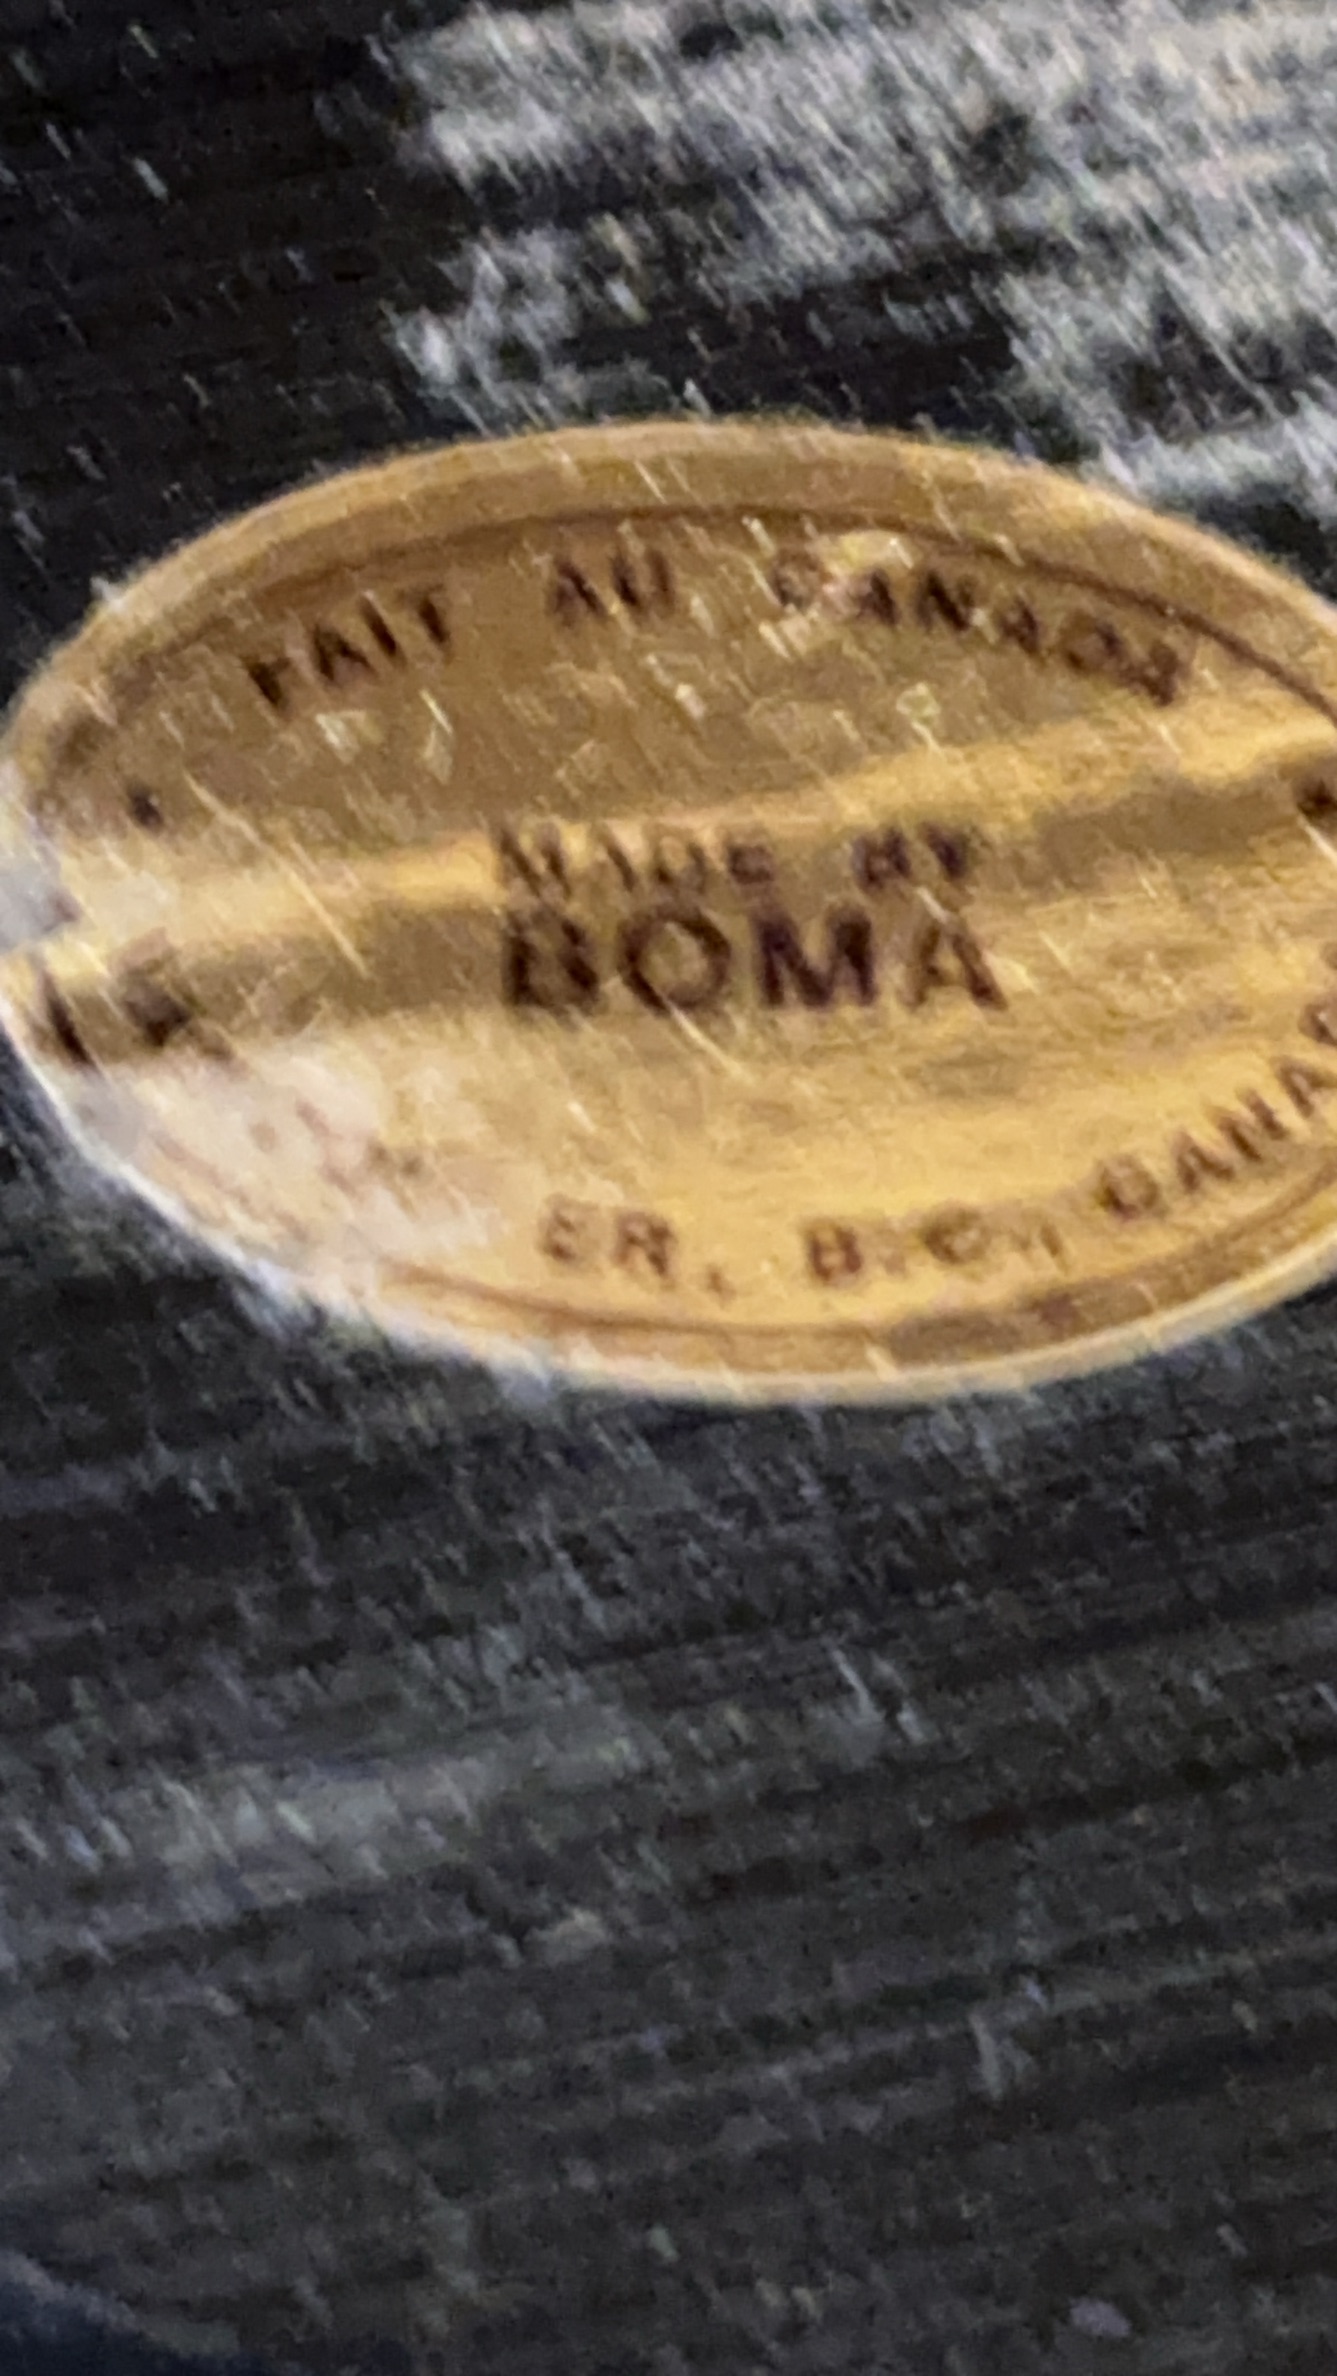 FAIT AU CANADA
MADE BY
BOMA
ER, B.C., CANA